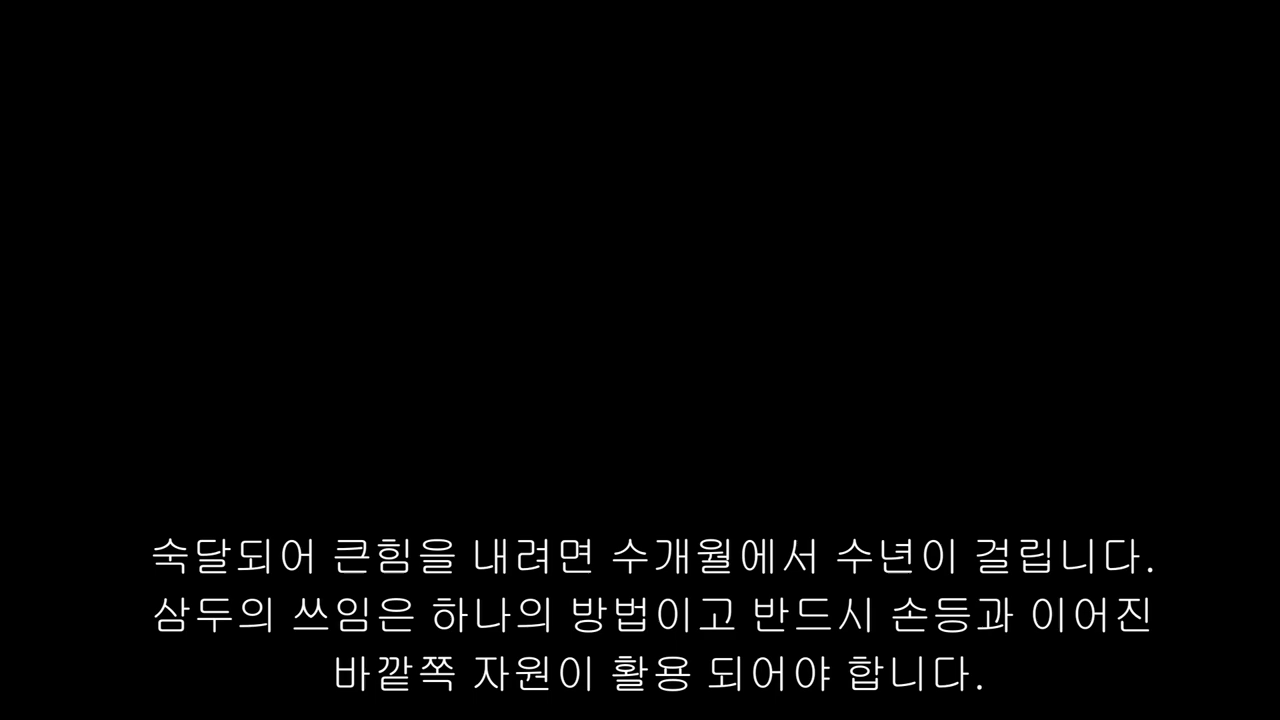 숙달되어 큰힘을 내려면 수개월에서 수년이 걸립니다.
삼두의 쓰임은 하나의 방법이고 반드시 손등과 이어진
바깥쪽 자원이 활용 되어야 합니다.